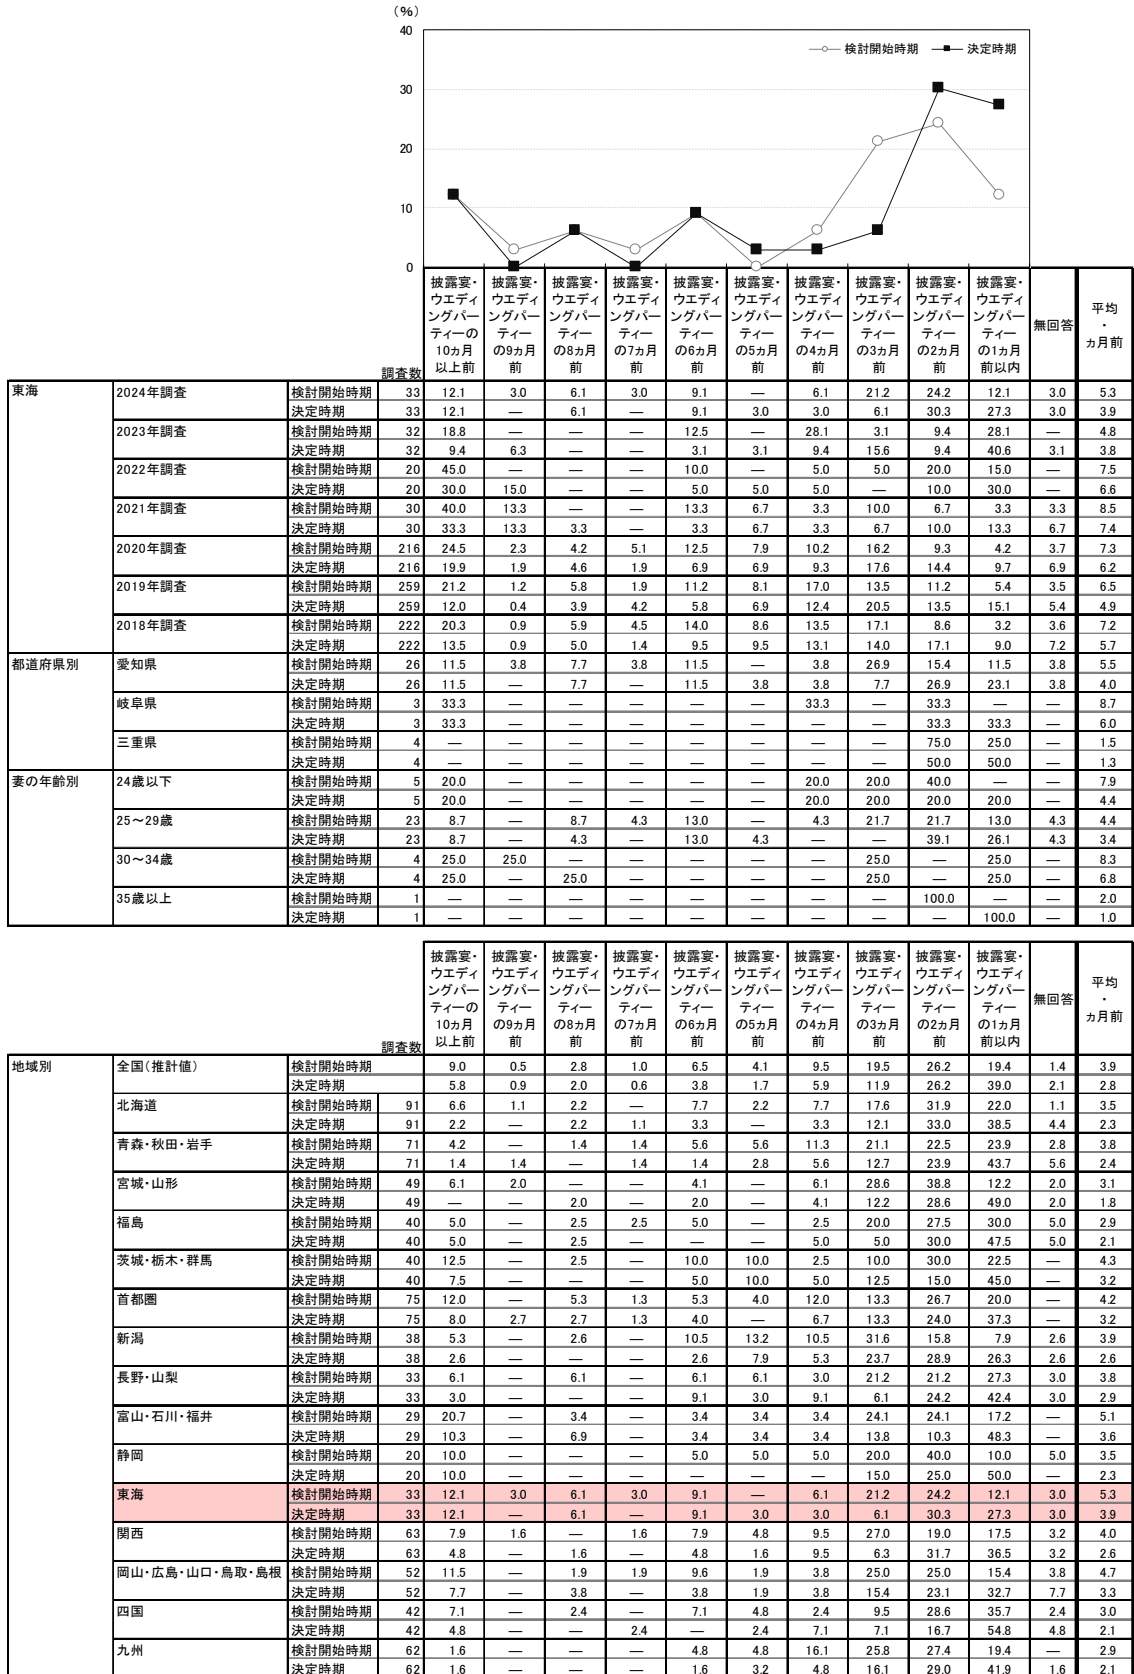 (%)
40
30
20
10
0
検討開始時期 決定時期
調査数 披露宴・ウエディングパーティーの10ヵ月以上前 披露宴・ウエディングパーティーの9ヵ月前 披露宴・ウエディングパーティーの8ヵ月前 披露宴・ウエディングパーティーの7ヵ月前 披露宴・ウエディングパーティーの6ヵ月前 披露宴・ウエディングパーティーの5ヵ月前 披露宴・ウエディングパーティーの4ヵ月前 披露宴・ウエディングパーティーの3ヵ月前 披露宴・ウエディングパーティーの2ヵ月前 披露宴・ウエディングパーティーの1ヵ月前以内 無回答 平均・ヵ月前
東海 2024年調査 検討開始時期 33 12.1 3.0 6.1 3.0 9.1 — 6.1 21.2 24.2 12.1 3.0 5.3
決定時期 33 12.1 — 6.1 — 9.1 3.0 3.0 6.1 30.3 27.3 3.0 3.9
2023年調査 検討開始時期 32 18.8 — — — 12.5 — 28.1 3.1 9.4 28.1 — 4.8
決定時期 32 9.4 6.3 — — 3.1 3.1 9.4 15.6 9.4 40.6 3.1 3.8
2022年調査 検討開始時期 20 45.0 — — — 10.0 — 5.0 5.0 20.0 15.0 — 7.5
決定時期 20 30.0 15.0 — — 5.0 5.0 5.0 — 10.0 30.0 — 6.6
2021年調査 検討開始時期 30 40.0 13.3 — — 13.3 6.7 3.3 10.0 6.7 3.3 3.3 8.5
決定時期 30 33.3 13.3 3.3 — 3.3 6.7 3.3 6.7 10.0 13.3 6.7 7.4
2020年調査 検討開始時期 216 24.5 2.3 4.2 5.1 12.5 7.9 10.2 16.2 9.3 4.2 3.7 7.3
決定時期 216 19.9 1.9 4.6 1.9 6.9 6.9 9.3 17.6 14.4 9.7 6.9 6.2
2019年調査 検討開始時期 259 21.2 1.2 5.8 1.9 11.2 8.1 17.0 13.5 11.2 5.4 3.5 6.5
決定時期 259 12.0 0.4 3.9 4.2 5.8 6.9 12.4 20.5 13.5 15.1 5.4 4.9
2018年調査 検討開始時期 222 20.3 0.9 5.9 4.5 14.0 8.6 13.5 17.1 8.6 3.2 3.6 7.2
決定時期 222 13.5 0.9 5.0 1.4 9.5 9.5 13.1 14.0 17.1 9.0 7.2 5.7
都道府県別 愛知県 検討開始時期 26 11.5 3.8 7.7 3.8 11.5 — 3.8 26.9 15.4 11.5 3.8 5.5
決定時期 26 11.5 — 7.7 — 11.5 3.8 3.8 7.7 26.9 23.1 3.8 4.0
岐阜県 検討開始時期 3 33.3 — — — — — 33.3 — 33.3 — — 8.7
決定時期 3 33.3 — — — — — — — 33.3 33.3 — 6.0
三重県 検討開始時期 4 — — — — — — — — 75.0 25.0 — 1.5
決定時期 4 — — — — — — — — 50.0 50.0 — 1.3
妻の年齢別 24歳以下 検討開始時期 5 20.0 — — — — — 20.0 20.0 40.0 — — 7.9
決定時期 5 20.0 — — — — — 20.0 20.0 20.0 20.0 — 4.4
25～29歳 検討開始時期 23 8.7 — 8.7 4.3 13.0 — 4.3 21.7 21.7 13.0 4.3 4.4
決定時期 23 8.7 — 4.3 — 13.0 4.3 — — 39.1 26.1 4.3 3.4
30～34歳 検討開始時期 4 25.0 25.0 — — — — — 25.0 — 25.0 — 8.3
決定時期 4 25.0 — 25.0 — — — — 25.0 — 25.0 — 6.8
35歳以上 検討開始時期 1 — — — — — — — — 100.0 — — 2.0
決定時期 1 — — — — — — — — — 100.0 — 1.0
調査数 披露宴・ウエディングパーティーの10ヵ月以上前 披露宴・ウエディングパーティーの9ヵ月前 披露宴・ウエディングパーティーの8ヵ月前 披露宴・ウエディングパーティーの7ヵ月前 披露宴・ウエディングパーティーの6ヵ月前 披露宴・ウエディングパーティーの5ヵ月前 披露宴・ウエディングパーティーの4ヵ月前 披露宴・ウエディングパーティーの3ヵ月前 披露宴・ウエディングパーティーの2ヵ月前 披露宴・ウエディングパーティーの1ヵ月前以内 無回答 平均・ヵ月前
地域別 全国(推計値) 検討開始時期 9.0 0.5 2.8 1.0 6.5 4.1 9.5 19.5 26.2 19.4 1.4 3.9
決定時期 5.8 0.9 2.0 0.6 3.8 1.7 5.9 11.9 26.2 39.0 2.1 2.8
北海道 検討開始時期 91 6.6 1.1 2.2 — 7.7 2.2 7.7 17.6 31.9 22.0 1.1 3.5
決定時期 91 2.2 — 2.2 1.1 3.3 — 3.3 12.1 33.0 38.5 4.4 2.3
青森・秋田・岩手 検討開始時期 71 4.2 — 1.4 1.4 5.6 5.6 11.3 21.1 22.5 23.9 2.8 3.8
決定時期 71 1.4 1.4 — 1.4 1.4 2.8 5.6 12.7 23.9 43.7 5.6 2.4
宮城・山形 検討開始時期 49 6.1 2.0 — — 4.1 — 6.1 28.6 38.8 12.2 2.0 3.1
決定時期 49 — — 2.0 — 2.0 — 4.1 12.2 28.6 49.0 2.0 1.8
福島 検討開始時期 40 5.0 — 2.5 2.5 5.0 — 2.5 20.0 27.5 30.0 5.0 2.9
決定時期 40 5.0 — 2.5 — — — 5.0 5.0 30.0 47.5 5.0 2.1
茨城・栃木・群馬 検討開始時期 40 12.5 — 2.5 — 10.0 10.0 2.5 10.0 30.0 22.5 — 4.3
決定時期 40 7.5 — — — 5.0 10.0 5.0 12.5 15.0 45.0 — 3.2
首都圏 検討開始時期 75 12.0 — 5.3 1.3 5.3 4.0 12.0 13.3 26.7 20.0 — 4.2
決定時期 75 8.0 2.7 2.7 1.3 4.0 — 6.7 13.3 24.0 37.3 — 3.2
新潟 検討開始時期 38 5.3 — 2.6 — 10.5 13.2 10.5 31.6 15.8 7.9 2.6 3.9
決定時期 38 2.6 — — — 2.6 7.9 5.3 23.7 28.9 26.3 2.6 2.6
長野・山梨 検討開始時期 33 6.1 — 6.1 — 6.1 6.1 3.0 21.2 21.2 27.3 3.0 3.8
決定時期 33 3.0 — — — 9.1 3.0 9.1 6.1 24.2 42.4 3.0 2.9
富山・石川・福井 検討開始時期 29 20.7 — 3.4 — 3.4 3.4 3.4 24.1 24.1 17.2 — 5.1
決定時期 29 10.3 — 6.9 — 3.4 3.4 3.4 13.8 10.3 48.3 — 3.6
静岡 検討開始時期 20 10.0 — — — 5.0 5.0 5.0 20.0 40.0 10.0 5.0 3.5
決定時期 20 10.0 — — — — — — 15.0 25.0 50.0 — 2.3
東海 検討開始時期 33 12.1 3.0 6.1 3.0 9.1 — 6.1 21.2 24.2 12.1 3.0 5.3
決定時期 33 12.1 — 6.1 — 9.1 3.0 3.0 6.1 30.3 27.3 3.0 3.9
関西 検討開始時期 63 7.9 1.6 — 1.6 7.9 4.8 9.5 27.0 19.0 17.5 3.2 4.0
決定時期 63 4.8 — 1.6 — 4.8 1.6 9.5 6.3 31.7 36.5 3.2 2.6
岡山・広島・山口・鳥取・島根 検討開始時期 52 11.5 — 1.9 1.9 9.6 1.9 3.8 25.0 25.0 15.4 3.8 4.7
決定時期 52 7.7 — 3.8 — 3.8 1.9 3.8 15.4 23.1 32.7 7.7 3.3
四国 検討開始時期 42 7.1 — 2.4 — 7.1 4.8 2.4 9.5 28.6 35.7 2.4 3.0
決定時期 42 4.8 — — 2.4 — 2.4 7.1 7.1 16.7 54.8 4.8 2.1
九州 検討開始時期 62 1.6 — — — 4.8 4.8 16.1 25.8 27.4 19.4 — 2.9
決定時期 62 1.6 — — — 1.6 3.2 4.8 16.1 29.0 41.9 1.6 2.1